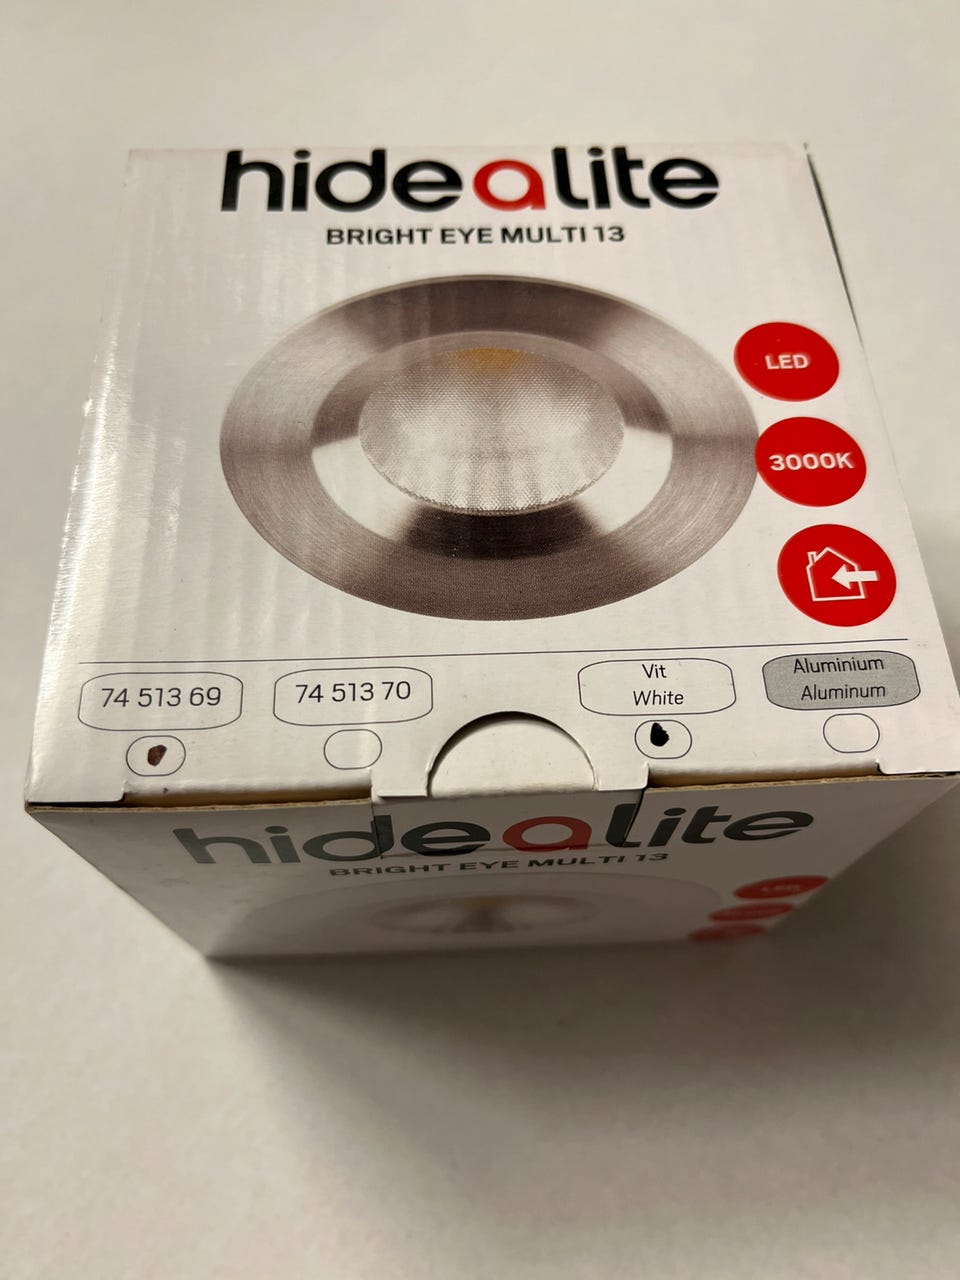 hidealite
BRIGHT EYE MULTI 13
LED
3000K
74 513 69
74 513 70
Vit
White
Aluminium
Aluminum
hidealite
BRIGHT EYE MULTI 13
LED